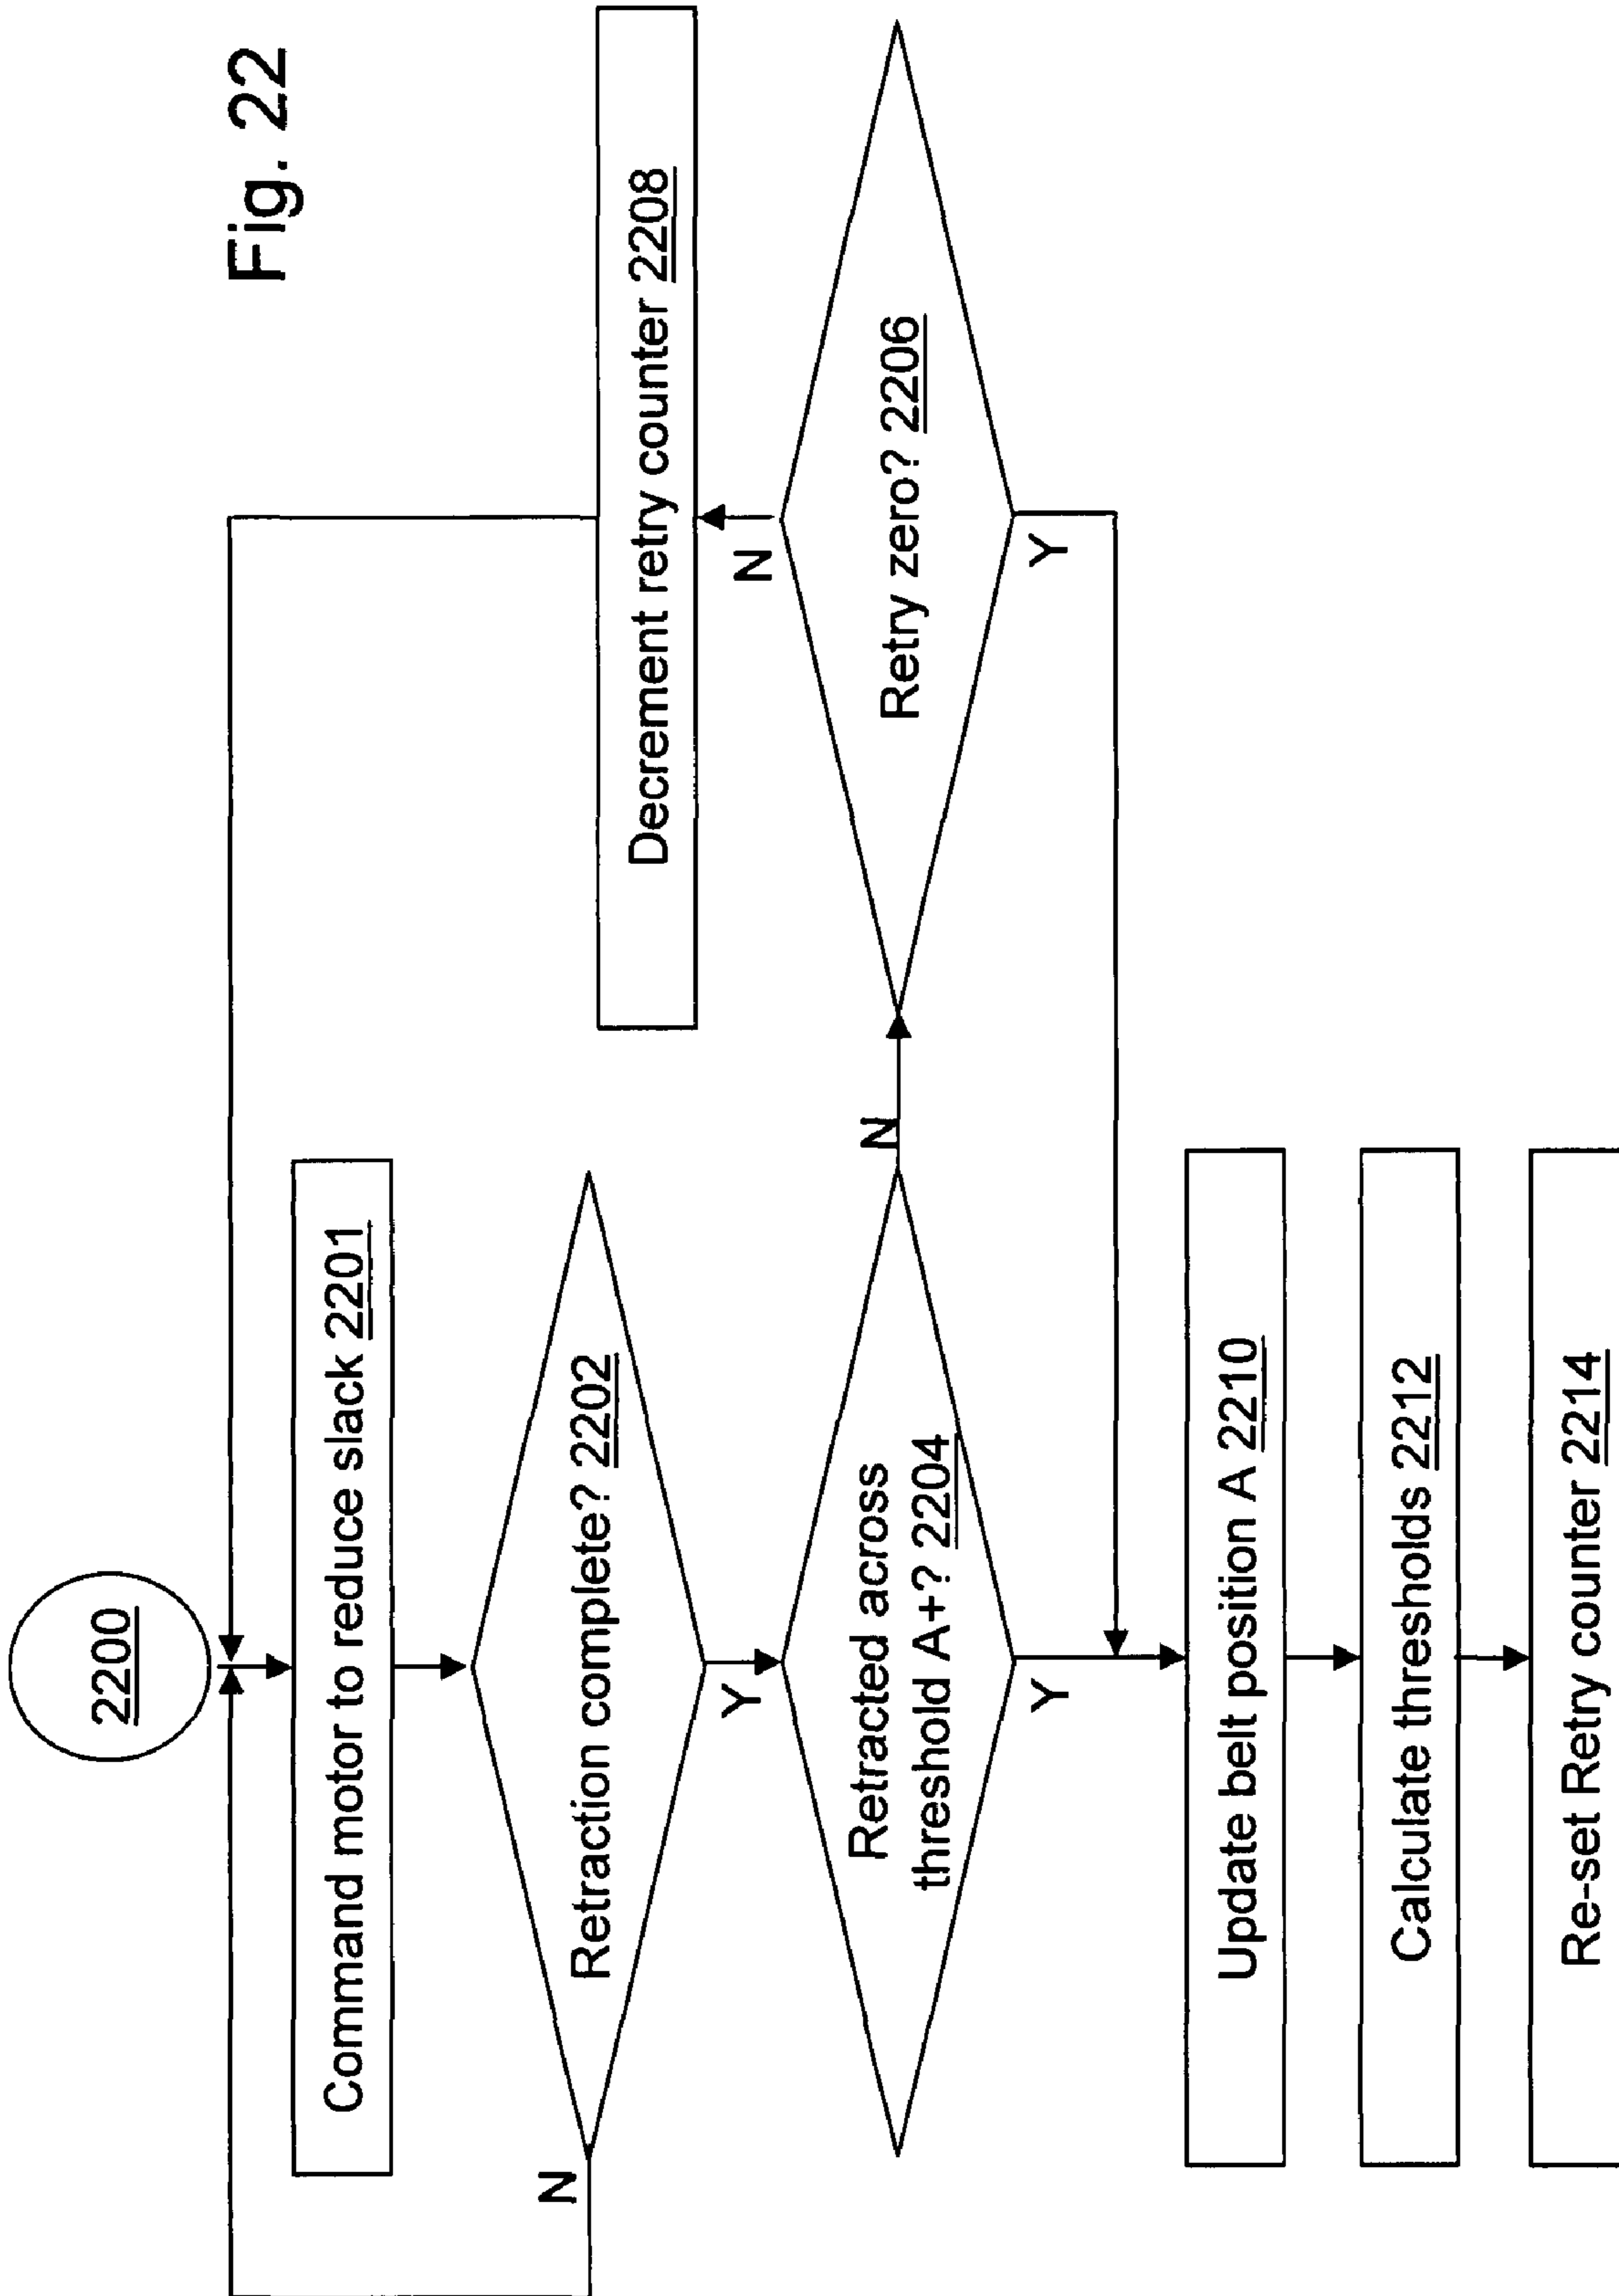 Fig. 22
2200
Command motor to reduce slack 2201
Retraction complete? 2202
N
Y
Retracted across
threshold A+? 2204
N
Y
Retry zero? 2206
N
Y
Decrement retry counter 2208
Update belt position A 2210
Calculate thresholds 2212
Re-set Retry counter 2214